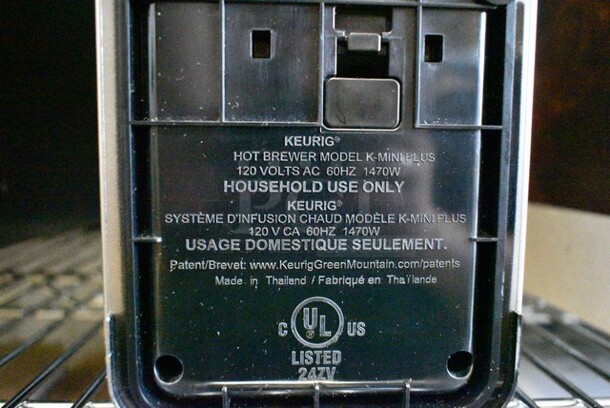 KEURIG®
HOT BREWER MODEL K-MINI PLUS
120 VOLTS AC 60HZ 1470W
HOUSEHOLD USE ONLY
KEURIG®
SYSTÈME D'INFUSION CHAUD MODÈLE K-MINI PLUS
120 V CA 60HZ 1470W
USAGE DOMESTIQUE SEULEMENT.
Patent/Brevet: www.KeurigGreenMountain.com/patents
Made in Thailand / Fabriqué en Thaïlande
C UL US
LISTED
24ZV